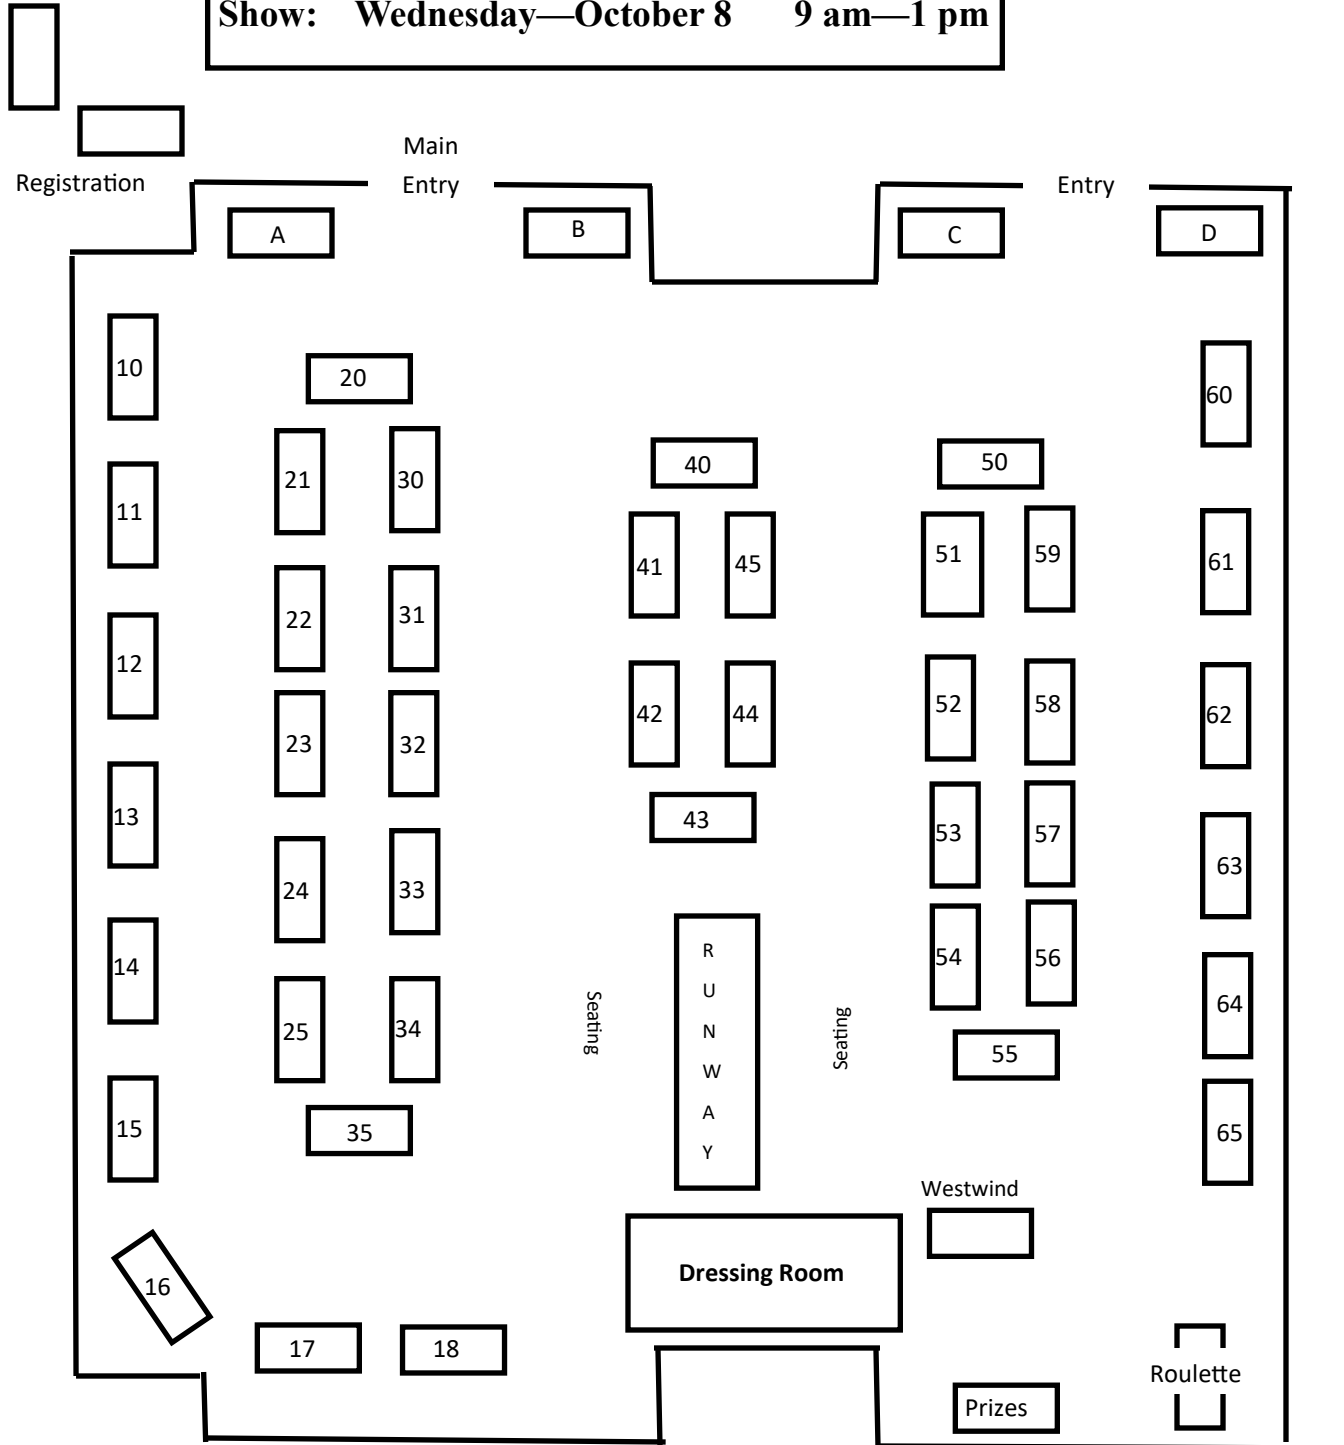 Show: Wednesday—October 8 9 am—1 pm
Main
Registration Entry Entry
A B C D
10
20
60
40 50
21 30
11
51 59
41 45 61
22 31
12
52 58
42 44 62
23 32
13 43 53 57
63
24 33
R
14 54 56
U
64
Seating
N
Seating
25 34
55
W
A
15 35 65
Y
Westwind
Dressing Room
16
17 18
Roulette
Prizes